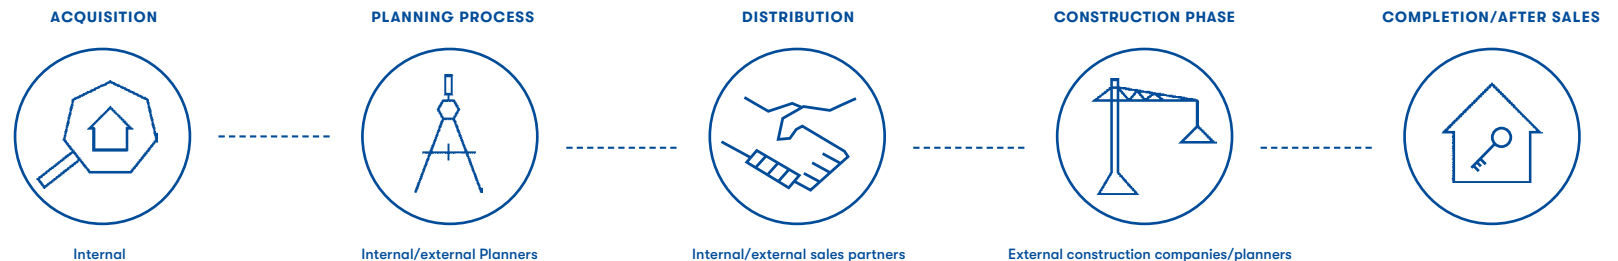 ACQUISITION
PLANNING PROCESS
DISTRIBUTION
CONSTRUCTION PHASE
COMPLETION/AFTER SALES
Internal
Internal/external Planners
Internal/external sales partners
External construction companies/planners